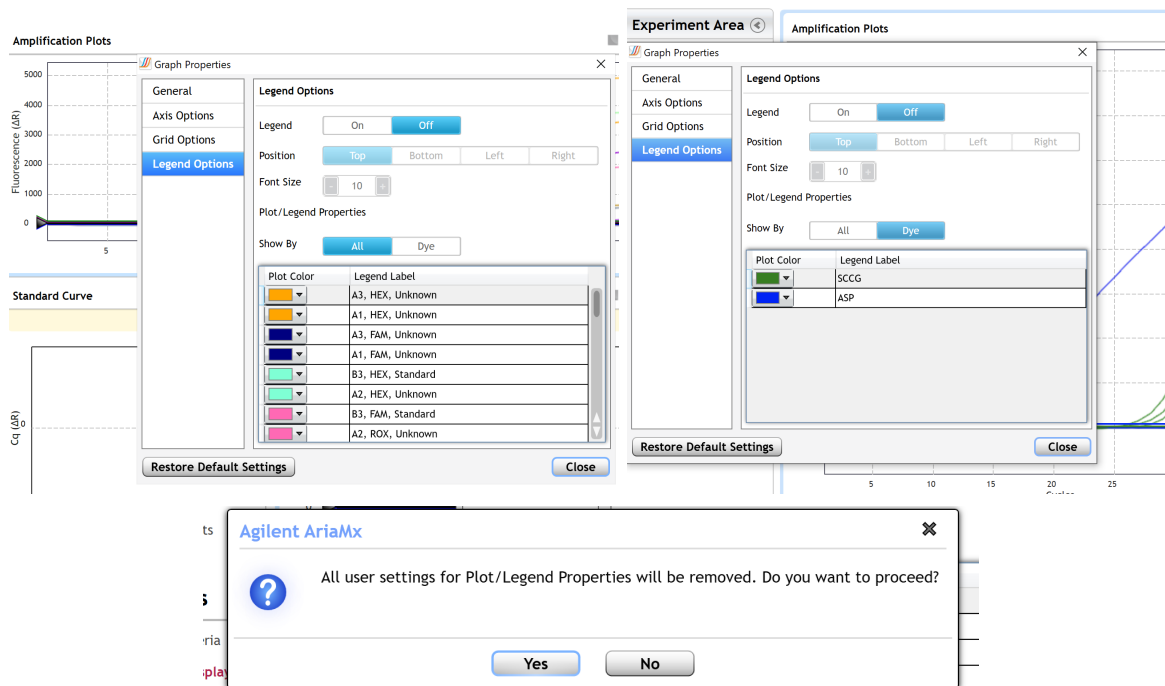 Amplification Plots
5000
4000
3000
2000
1000
0
Fluorescence (ΔR)
5
Standard Curve
Cq (ΔR)
0
Graph Properties
General
Axis Options
Grid Options
Legend Options
Legend Options
Legend On Off
Position Top Bottom Left Right
Font Size - 10 +
Plot/Legend Properties
Show By All Dye
Plot Color Legend Label
A3, HEX, Unknown
A1, HEX, Unknown
A3, FAM, Unknown
A1, FAM, Unknown
B3, HEX, Standard
A2, HEX, Unknown
B3, FAM, Standard
A2, ROX, Unknown
Restore Default Settings Close
Experiment Area
Amplification Plots
Graph Properties
General
Axis Options
Grid Options
Legend Options
Legend Options
Legend On Off
Position Top Bottom Left Right
Font Size - 10 +
Plot/Legend Properties
Show By All Dye
Plot Color Legend Label
SCCG
ASP
Restore Default Settings Close
5 10 15 20 25
ts
s
ria
splay
Agilent AriaMx
All user settings for Plot/Legend Properties will be removed. Do you want to proceed?
Yes No